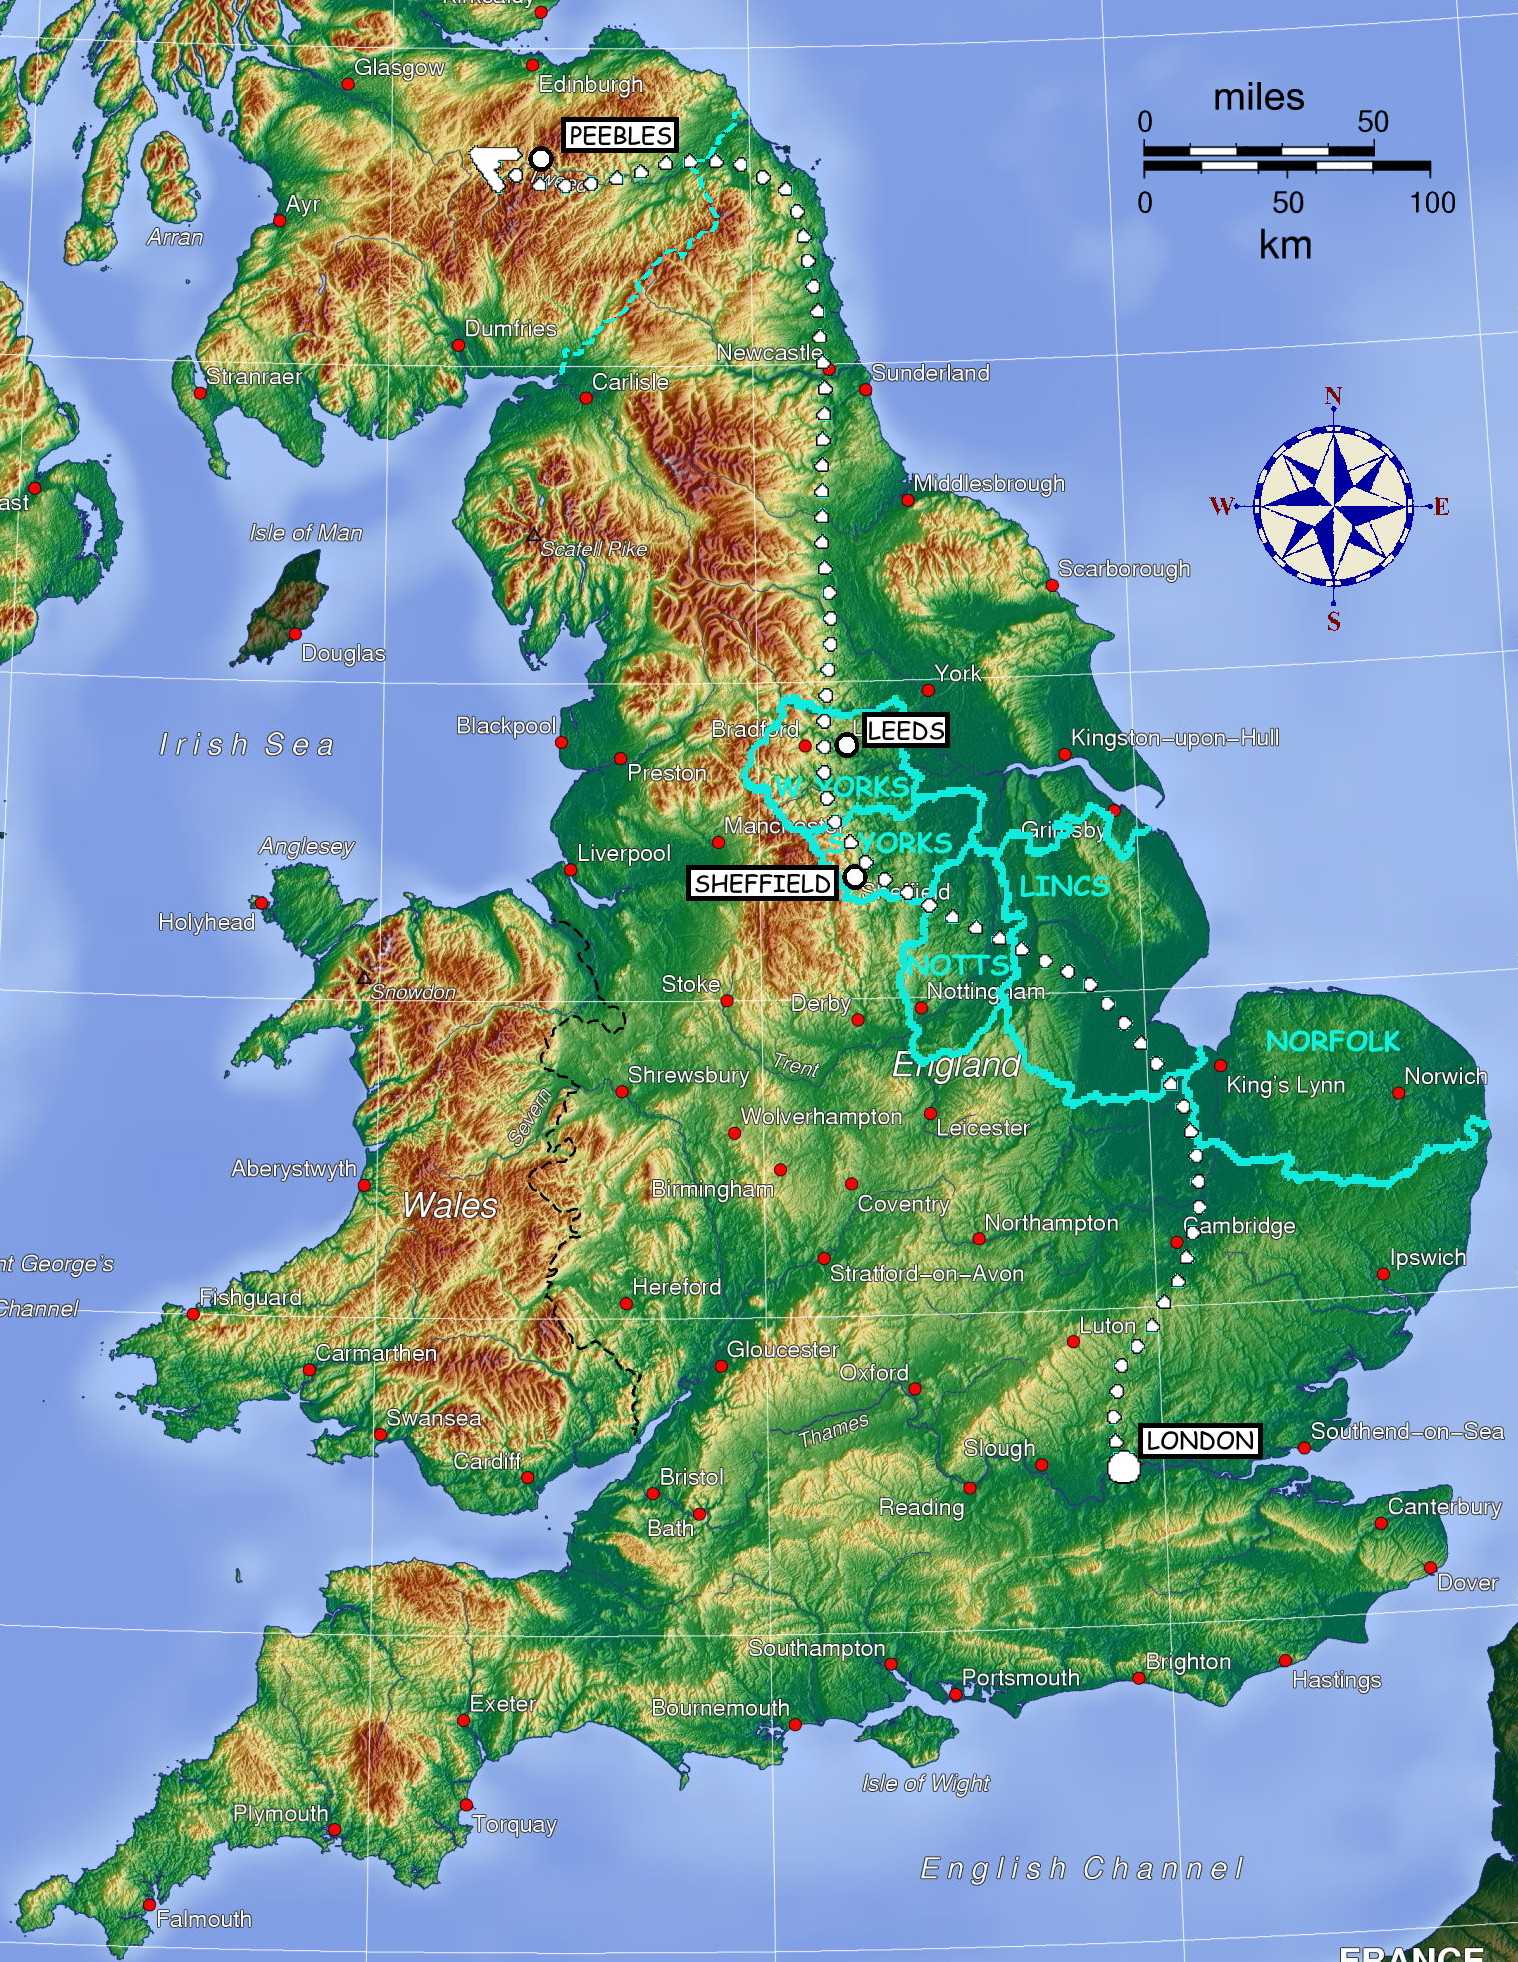 Glasgow
Edinburgh
miles
0 50
0 50 100
km
PEEBLES
Ayr
Arran
Dumfries
Newcastle
Sunderland
Stranraer
Carlisle
N
W E
S
Middlesbrough
ast
Isle of Man
Scafell Pike
Scarborough
Douglas
York
Blackpool
Bradford
LEEDS
Kingston-upon-Hull
Irish Sea
Preston
W YORKS
Manchester
Grimsby
S YORKS
Anglesey
Liverpool
SHEFFIELD
Sheffield
LINCS
Holyhead
NOTTS
Snowdon
Stoke
Derby
Nottingham
NORFOLK
Trent
England
Shrewsbury
King's Lynn
Norwich
Severn
Wolverhampton
Leicester
Aberystwyth
Birmingham
Wales
Coventry
Northampton
Cambridge
nt George's
Channel
Ipswich
Stratford-on-Avon
Hereford
Fishguard
Luton
Carmarthen
Gloucester
Oxford
Swansea
Thames
Slough
LONDON
Southend-on-Sea
Cardiff
Bristol
Reading
Canterbury
Bath
Dover
Southampton
Brighton
Portsmouth
Hastings
Exeter
Bournemouth
Isle of Wight
Plymouth
Torquay
English Channel
Falmouth
FRANCE